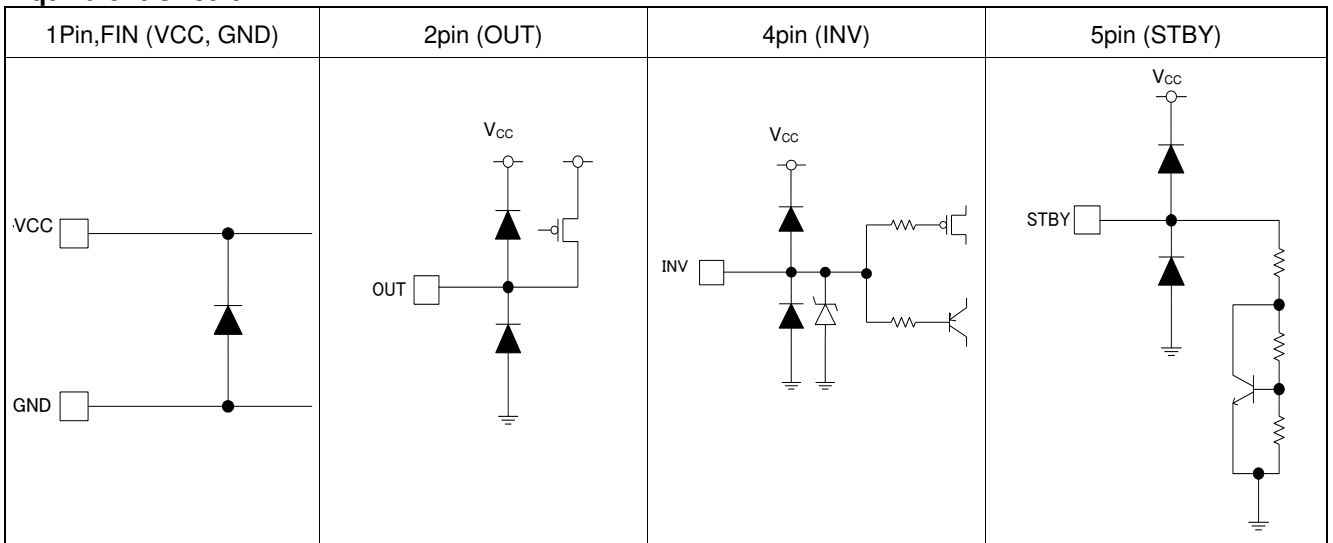 1Pin,FIN (VCC, GND)
2pin (OUT)
4pin (INV)
5pin (STBY)
VCC
GND
VCC
OUT
VCC
INV
VCC
STBY